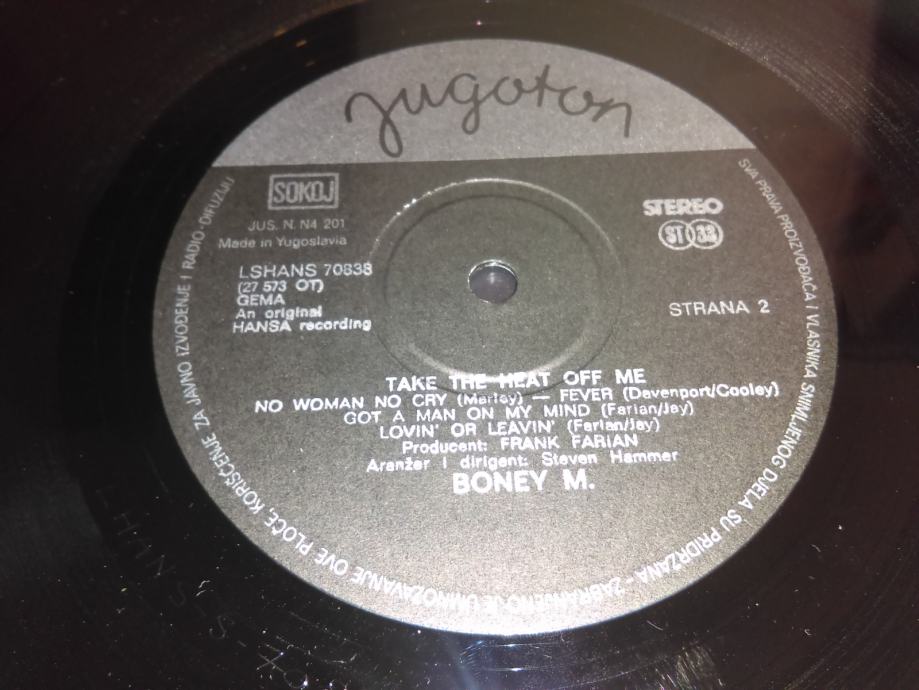 jugoton
SOKOJ
JUS. N. N4 201
Made in Yugoslavia
STEREO
ST 33
LSHANS 70838
(27 573 OT)
GEMA
An original
HANSA recording
STRANA 2
TAKE THE HEAT OFF ME
NO WOMAN NO CRY (Marley) — FEVER (Davenport/Cooley)
GOT A MAN ON MY MIND (Farian/Jay)
LOVIN' OR LEAVIN' (Farian/Jay)
Producent: FRANK FARIAN
Aranžer i dirigent: Steven Hammer
BONEY M.
SVA PRAVA PROIZVOĐAČA I VLASNIKA SNIMLJENOG DJELA SU PRIDRŽANA - ZABRANJENO JE UMNOŽAVANJE OVE PLOČE, KORIŠĆENJE ZA JAVNO IZVOĐENJE I RADIO-DIFUZIJU